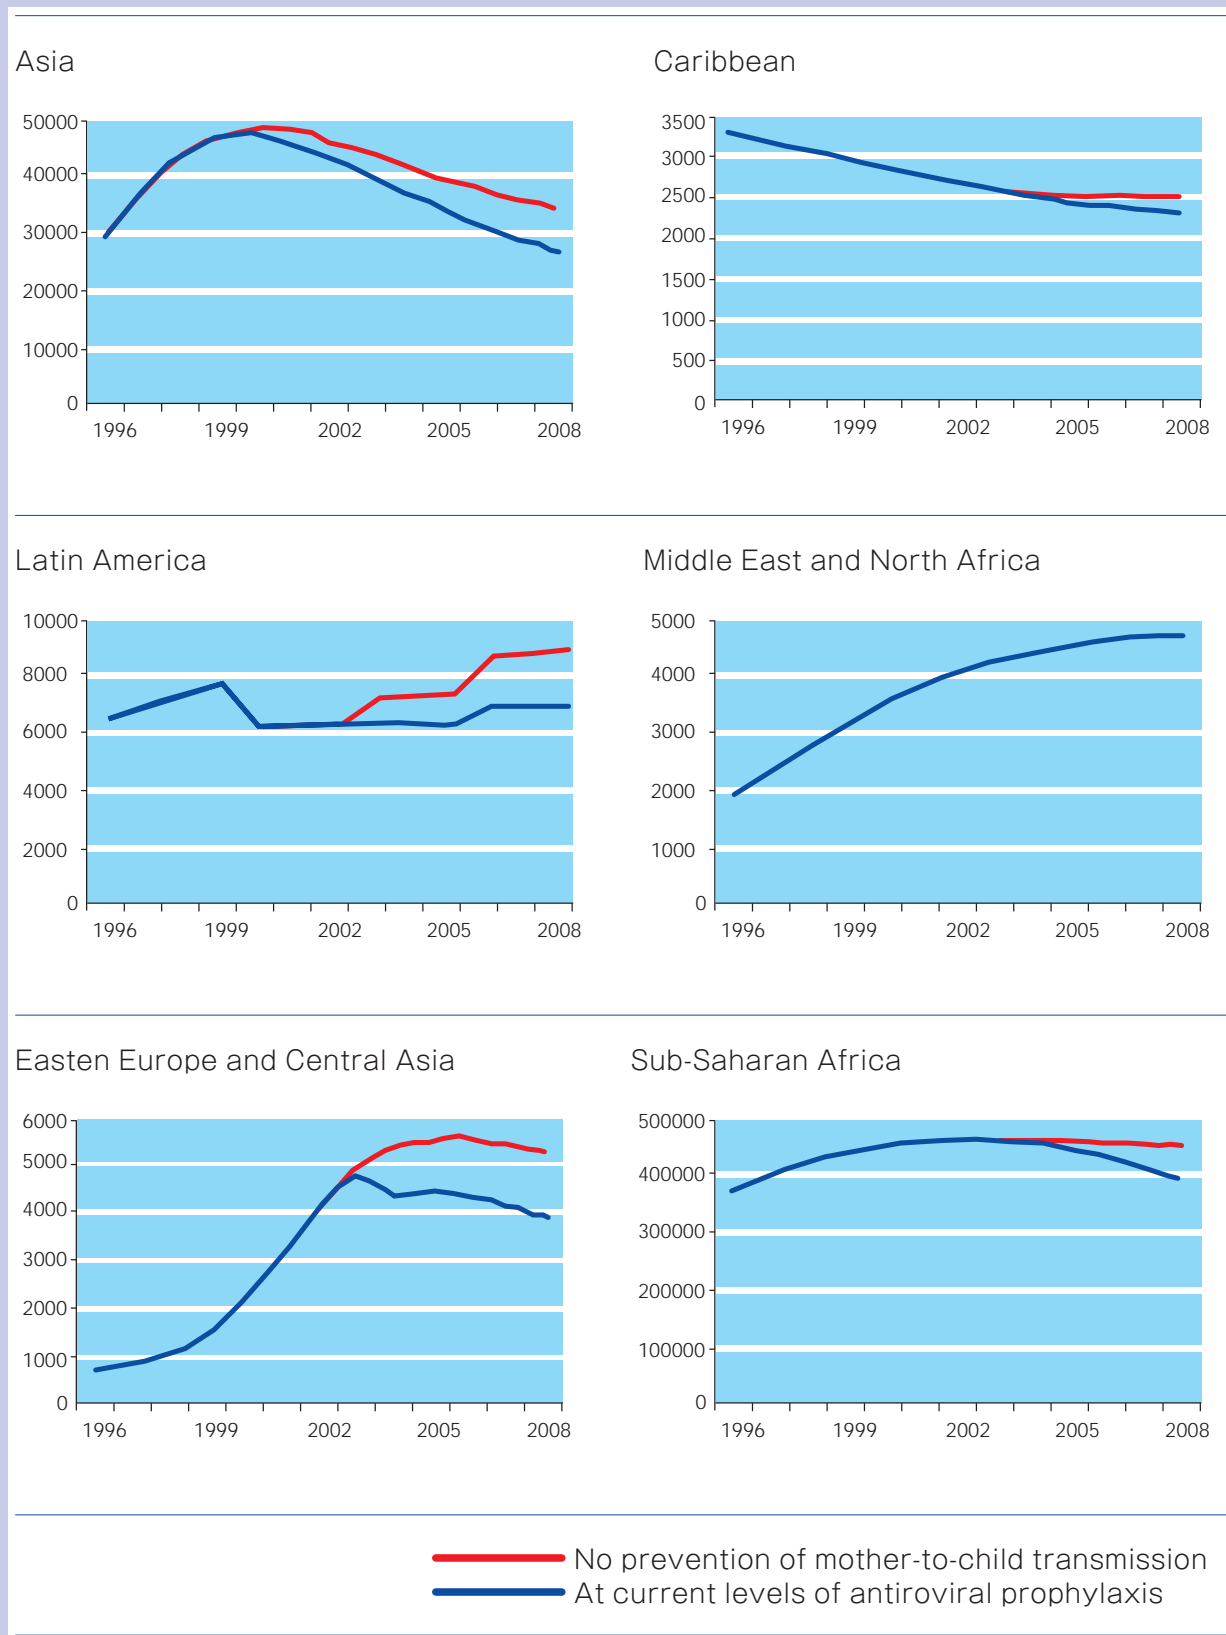 Asia
50000
40000
30000
20000
10000
0
1996 1999 2002 2005 2008
Caribbean
3500
3000
2500
2000
1500
1000
500
0
1996 1999 2002 2005 2008
Latin America
10000
8000
6000
4000
2000
0
1996 1999 2002 2005 2008
Middle East and North Africa
5000
4000
3000
2000
1000
0
1996 1999 2002 2005 2008
Easten Europe and Central Asia
6000
5000
4000
3000
2000
1000
0
1996 1999 2002 2005 2008
Sub-Saharan Africa
500000
400000
300000
200000
100000
0
1996 1999 2002 2005 2008
No prevention of mother-to-child transmission
At current levels of antiroviral prophylaxis